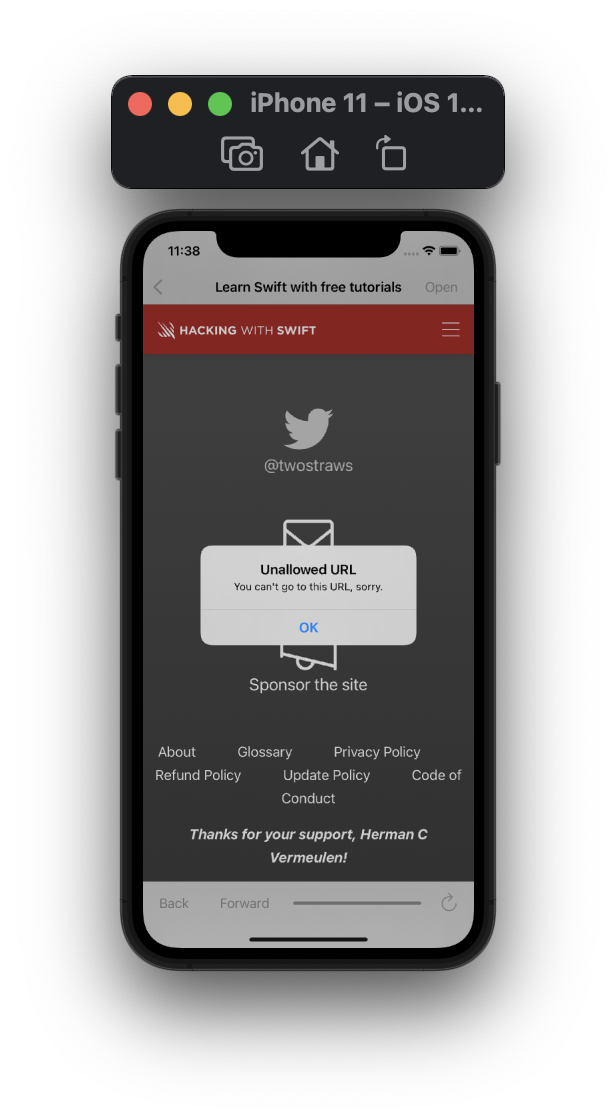 iPhone 11 – iOS 1...
11:38
Learn Swift with free tutorials
Open
HACKING WITH SWIFT
@twostraws
Unallowed URL
You can't go to this URL, sorry.
OK
Sponsor the site
About Glossary Privacy Policy
Refund Policy Update Policy Code of
Conduct
Thanks for your support, Herman C
Vermeulen!
Back Forward